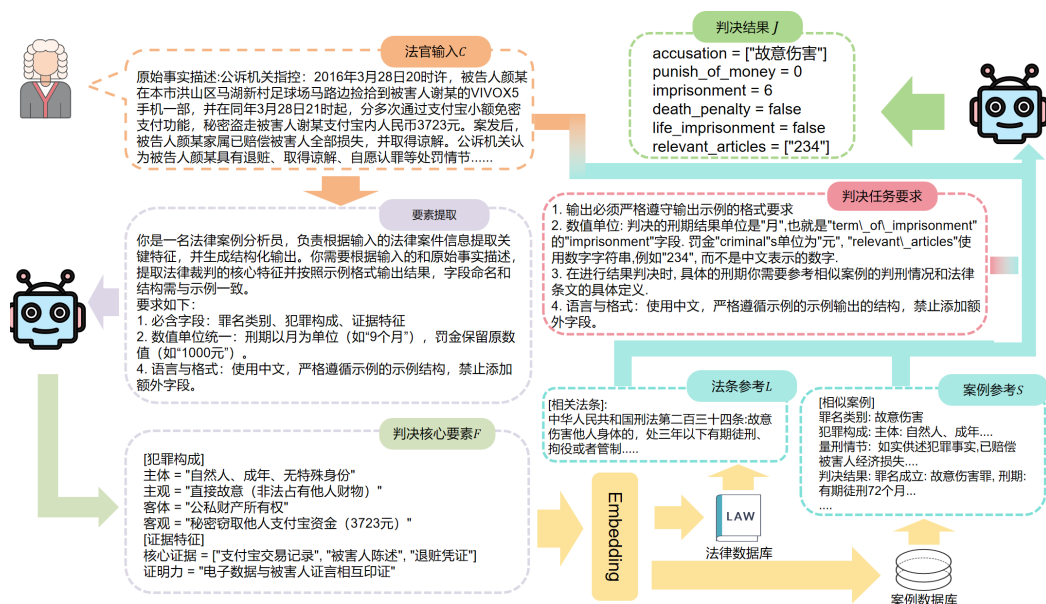 法官输入C
原始事实描述:公诉机关指控：2016年3月28日20时许，被告人颜某
在本市洪山区马湖新村足球场马路边捡拾到被害人谢某的VIVOX5
手机一部，并在同年3月28日21时起，分多次通过支付宝小额免密
支付功能，秘密盗走被害人谢某支付宝内人民币3723元。案发后，
被告人颜某家属已赔偿被害人全部损失，并取得谅解。公诉机关认
为被告人颜某具有退赃、取得谅解、自愿认罪等处罚情节......
判决结果 J
accusation = ["故意伤害"]
punish_of_money = 0
imprisonment = 6
death_penalty = false
life_imprisonment = false
relevant_articles = ["234"]
要素提取
你是一名法律案例分析员，负责根据输入的法律案件信息提取关
键特征，并生成结构化输出。你需要根据输入的和原始事实描述，
提取法律裁判的核心特征并按照示例格式输出结果，字段命名和
结构需与示例一致。
要求如下：
1. 必含字段：罪名类别、犯罪构成、证据特征
2. 数值单位统一：刑期以月为单位（如“9个月”），罚金保留原数
值（如“1000元”）。
4. 语言与格式：使用中文，严格遵循示例的示例结构，禁止添加
额外字段。
判决任务要求
1. 输出必须严格遵守输出示例的格式要求
2. 数值单位: 判决的刑期结果单位是"月",也就是"term\_of\_imprisonment"
的"imprisonment"字段. 罚金"criminal"s单位为"元", "relevant\_articles"使
用数字字符串,例如"234", 而不是中文表示的数字.
3. 在进行结果判决时, 具体的刑期你需要参考相似案例的判刑情况和法律
条文的具体定义.
4. 语言与格式：使用中文，严格遵循示例的示例输出的结构，禁止添加额
外字段。
判决核心要素F
[犯罪构成]
主体 = "自然人、成年、无特殊身份"
主观 = "直接故意（非法占有他人财物）"
客体 = "公私财产所有权"
客观 = "秘密窃取他人支付宝资金（3723元）"
[证据特征]
核心证据 = ["支付宝交易记录", "被害人陈述", "退赃凭证"]
证明力 = "电子数据与被害人证言相互印证"
Embedding
法条参考L
[相关法条]:
中华人民共和国刑法第二百三十四条:故意
伤害他人身体的，处三年以下有期徒刑、
拘役或者管制.....
LAW
法律数据库
案例参考S
[相似案例]
罪名类别: 故意伤害
犯罪构成: 主体: 自然人、成年....
量刑情节：如实供述犯罪事实,已赔偿
被害人经济损失....
判决结果: 罪名成立: 故意伤害罪, 刑期:
有期徒刑72个月...
....
案例数据库